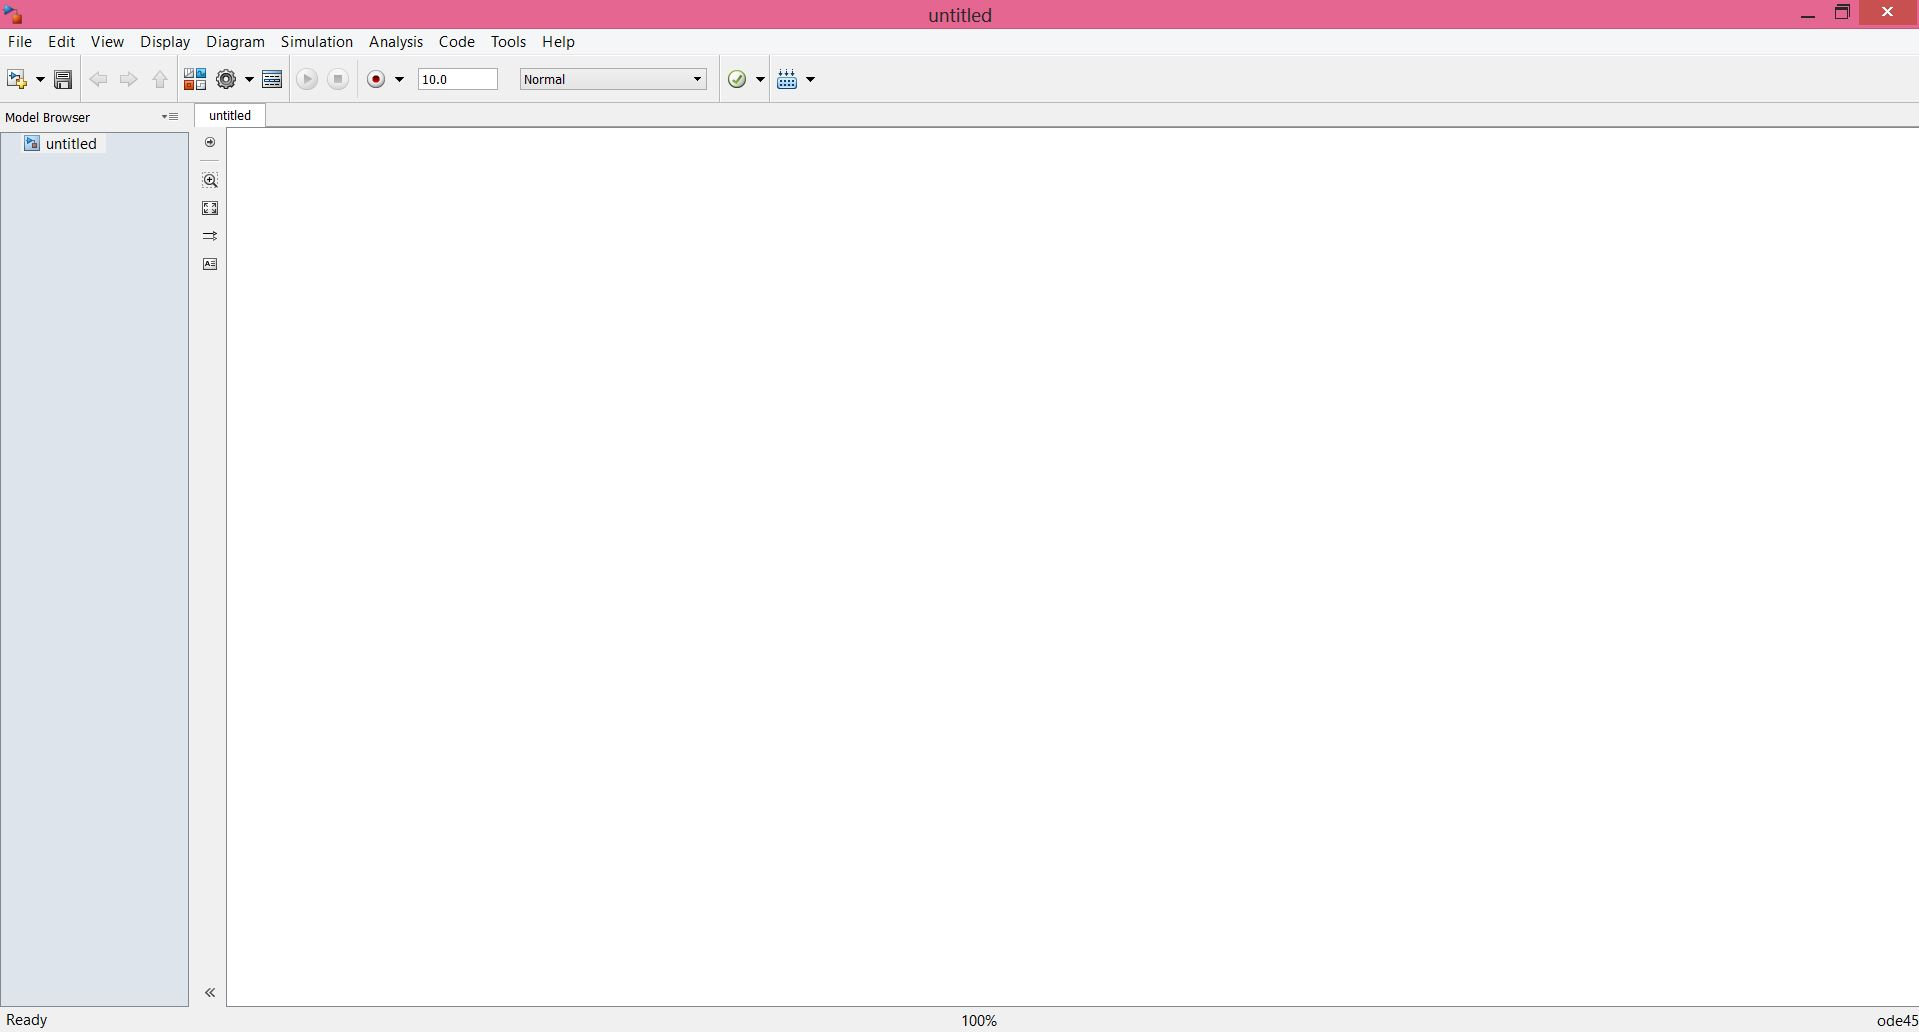 untitled
File Edit View Display Diagram Simulation Analysis Code Tools Help
10.0 Normal
Model Browser
untitled
untitled
Ready 100% ode45